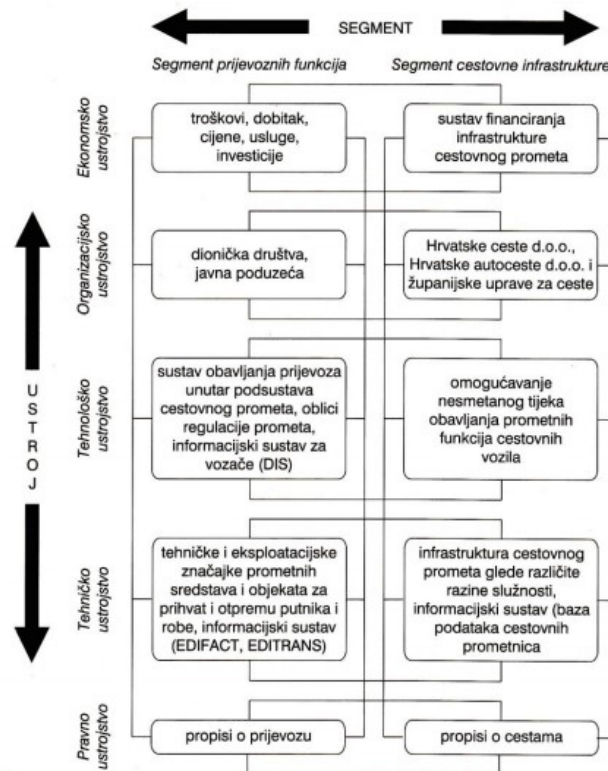 SEGMENT
Segment prijevoznih funkcija
Segment cestovne infrastrukture
USTROJ
Ekonomsko
ustrojstvo
troškovi, dobitak,
cijene, usluge,
investicije
sustav financiranja
infrastrukture
cestovnog prometa
Organizacijsko
ustrojstvo
dionička društva,
javna poduzeća
Hrvatske ceste d.o.o.,
Hrvatske autoceste d.o.o. i
županijske uprave za ceste
Tehnološko
ustrojstvo
sustav obavljanja prijevoza
unutar podsustava
cestovnog prometa, oblici
regulacije prometa,
informacijski sustav za
vozače (DIS)
omogućavanje
nesmetanog tijeka
obavljanja prometnih
funkcija cestovnih
vozila
Tehničko
ustrojstvo
tehničke i eksploatacijske
značajke prometnih
sredstava i objekata za
prihvat i otpremu putnika i
robe, informacijski sustav
(EDIFACT, EDITRANS)
infrastruktura cestovnog
prometa glede različite
razine služnosti,
informacijski sustav (baza
podataka cestovnih
prometnica
Pravno
ustrojstvo
propisi o prijevozu
propisi o cestama